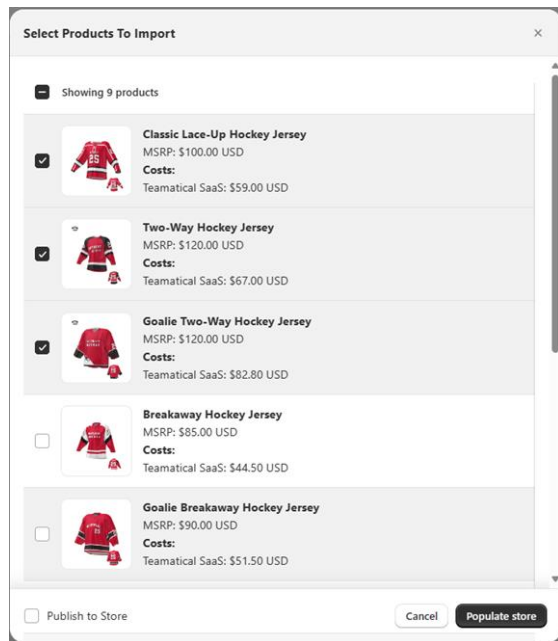 Select Products To Import
Showing 9 products
Classic Lace-Up Hockey Jersey
MSRP: $100.00 USD
Costs:
Teamatical SaaS: $59.00 USD
25
Two-Way Hockey Jersey
MSRP: $120.00 USD
Costs:
Teamatical SaaS: $67.00 USD
Goalie Two-Way Hockey Jersey
MSRP: $120.00 USD
Costs:
Teamatical SaaS: $82.80 USD
Breakaway Hockey Jersey
MSRP: $85.00 USD
Costs:
Teamatical SaaS: $44.50 USD
Goalie Breakaway Hockey Jersey
MSRP: $90.00 USD
Costs:
Teamatical SaaS: $51.50 USD
Publish to Store
Cancel
Populate store